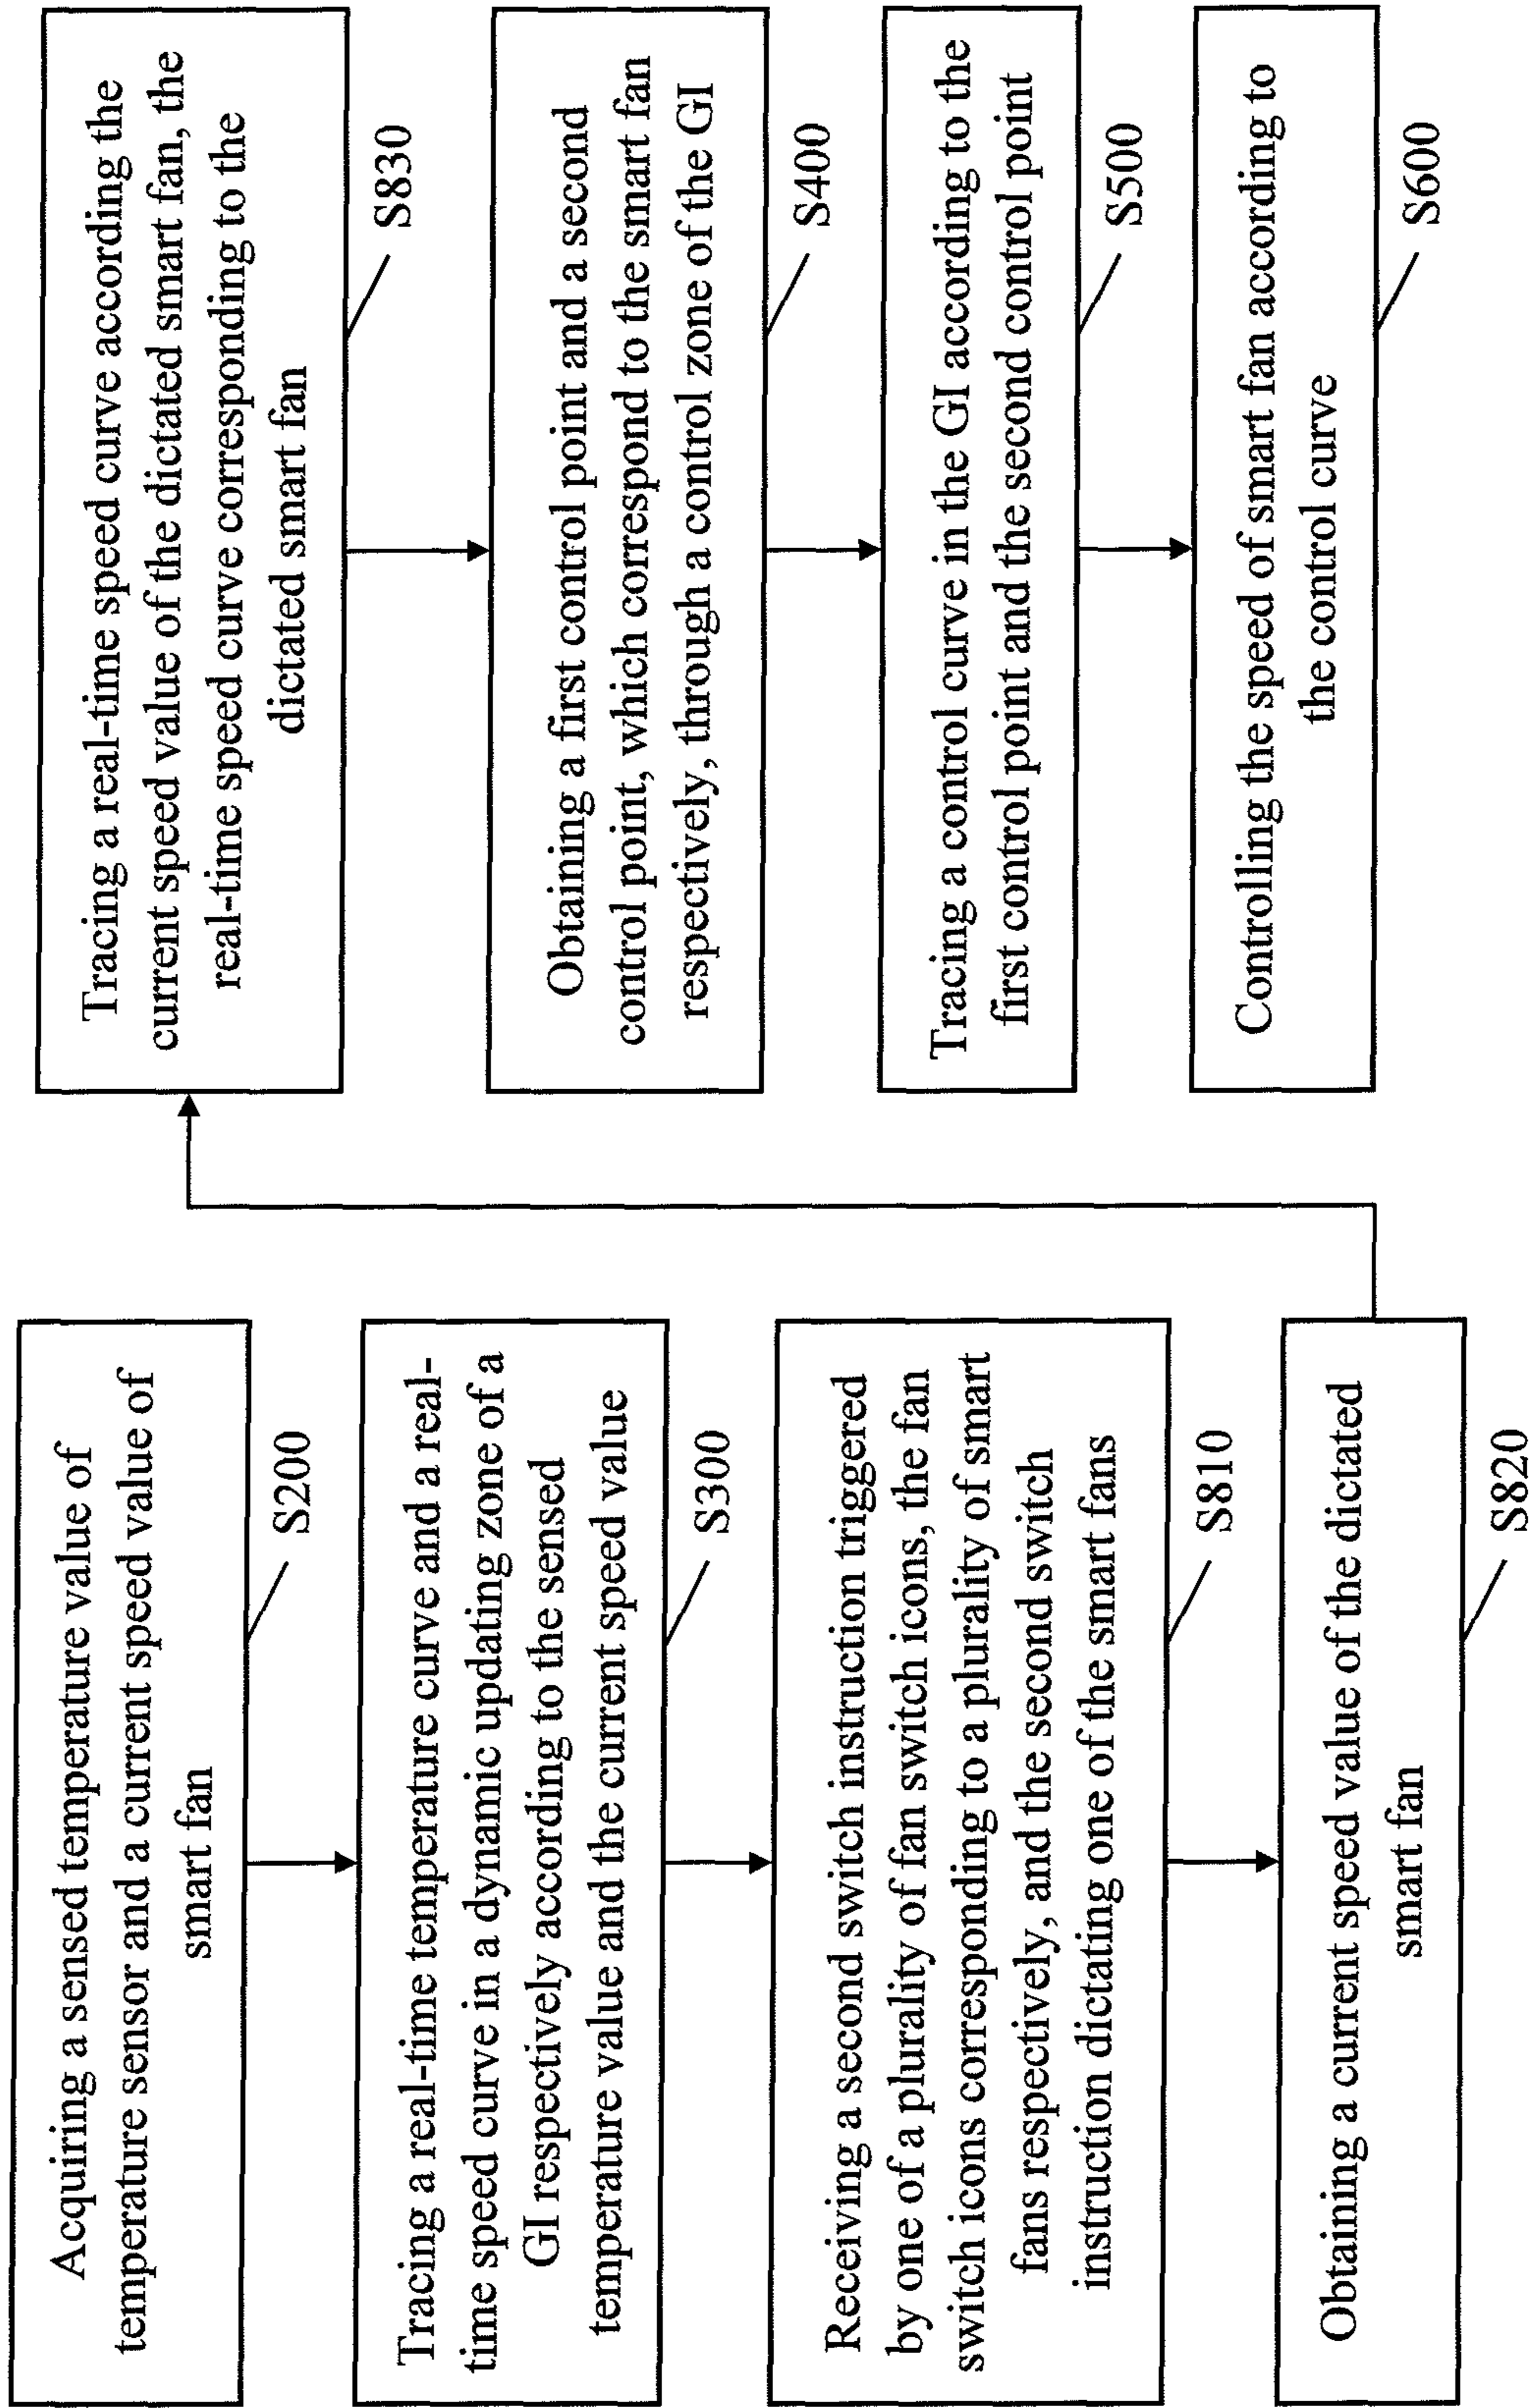 Acquiring a sensed temperature value of
temperature sensor and a current speed value of
smart fan
S200
Tracing a real-time temperature curve and a real-
time speed curve in a dynamic updating zone of a
GI respectively according to the sensed
temperature value and the current speed value
S300
Receiving a second switch instruction triggered
by one of a plurality of fan switch icons, the fan
switch icons corresponding to a plurality of smart
fans respectively, and the second switch
instruction dictating one of the smart fans
S810
Obtaining a current speed value of the dictated
smart fan
S820
Tracing a real-time speed curve according the
current speed value of the dictated smart fan, the
real-time speed curve corresponding to the
dictated smart fan
S830
Obtaining a first control point and a second
control point, which correspond to the smart fan
respectively, through a control zone of the GI
S400
Tracing a control curve in the GI according to the
first control point and the second control point
S500
Controlling the speed of smart fan according to
the control curve
S600